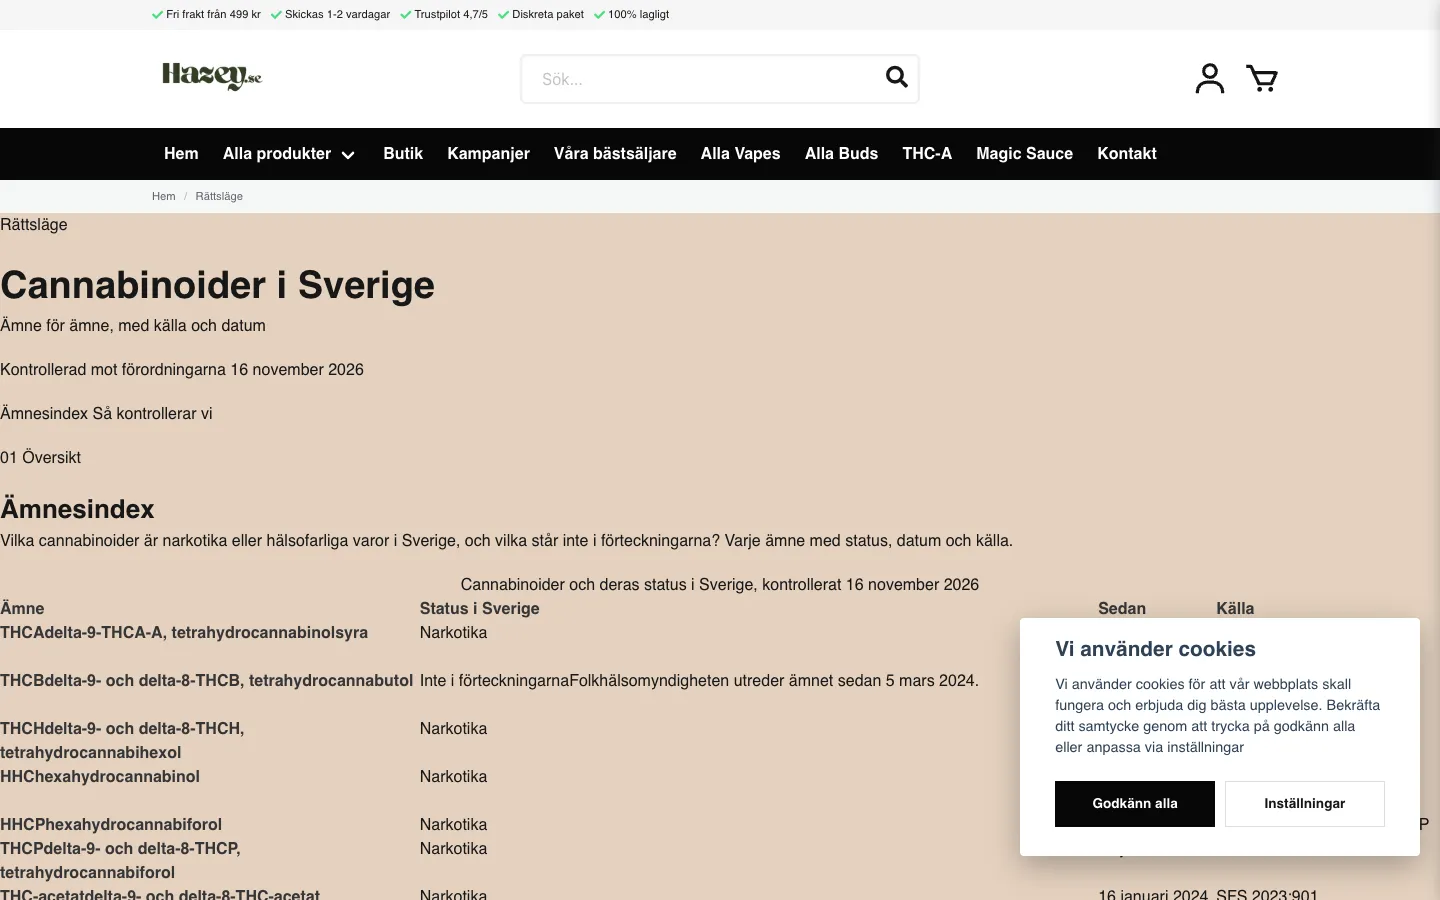 Fri frakt från 499 kr Skickas 1-2 vardagar Trustpilot 4,7/5 Diskreta paket 100% lagligt
Hazey.se
Sök...
Hem Alla produkter Butik Kampanjer Våra bästsäljare Alla Vapes Alla Buds THC-A Magic Sauce Kontakt
Hem / Rättsläge
Rättsläge
Cannabinoider i Sverige
Ämne för ämne, med källa och datum
Kontrollerad mot förordningarna 16 november 2026
Ämnesindex Så kontrollerar vi
01 Översikt
Ämnesindex
Vilka cannabinoider är narkotika eller hälsofarliga varor i Sverige, och vilka står inte i förteckningarna? Varje ämne med status, datum och källa.
Cannabinoider och deras status i Sverige, kontrollerat 16 november 2026
Ämne Status i Sverige Sedan Källa
THCAdelta-9-THCA-A, tetrahydrocannabinolsyra Narkotika
THCBdelta-9- och delta-8-THCB, tetrahydrocannabutol Inte i förteckningarnaFolkhälsomyndigheten utreder ämnet sedan 5 mars 2024.
THCHdelta-9- och delta-8-THCH, Narkotika
tetrahydrocannabihexol
HHChexahydrocannabinol Narkotika
HHCPhexahydrocannabiforol Narkotika P
THCPdelta-9- och delta-8-THCP, Narkotika
tetrahydrocannabiforol
THC-acetatdelta-9- och delta-8-THC-acetat Narkotika 16 januari 2024 SFS 2023:901
Vi använder cookies
Vi använder cookies för att vår webbplats skall
fungera och erbjuda dig bästa upplevelse. Bekräfta
ditt samtycke genom att trycka på godkänn alla
eller anpassa via inställningar
Godkänn alla Inställningar